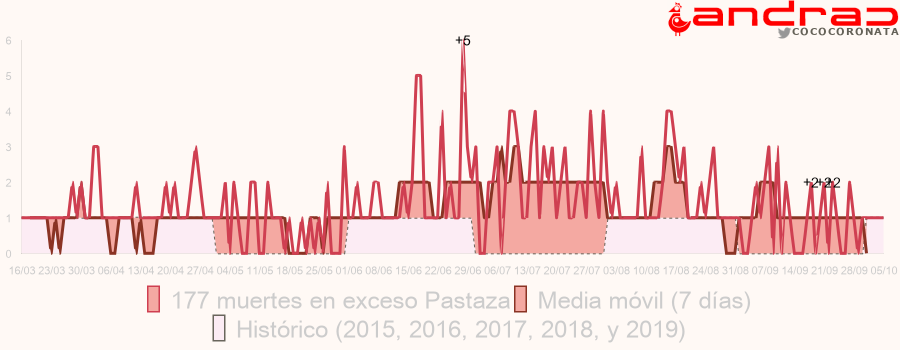 andrab
COCOCORONATA
+5
6
5
4
3
2
1
0
+2+2+2
16/03 23/03 30/03 06/04 13/04 20/04 27/04 04/05 11/05 18/05 25/05 01/06 08/06 15/06 22/06 29/06 06/07 13/07 20/07 27/07 03/08 10/08 17/08 24/08 31/08 07/09 14/09 21/09 28/09 05/10
177 muertes en exceso Pastaza
Media móvil (7 días)
Histórico (2015, 2016, 2017, 2018, y 2019)